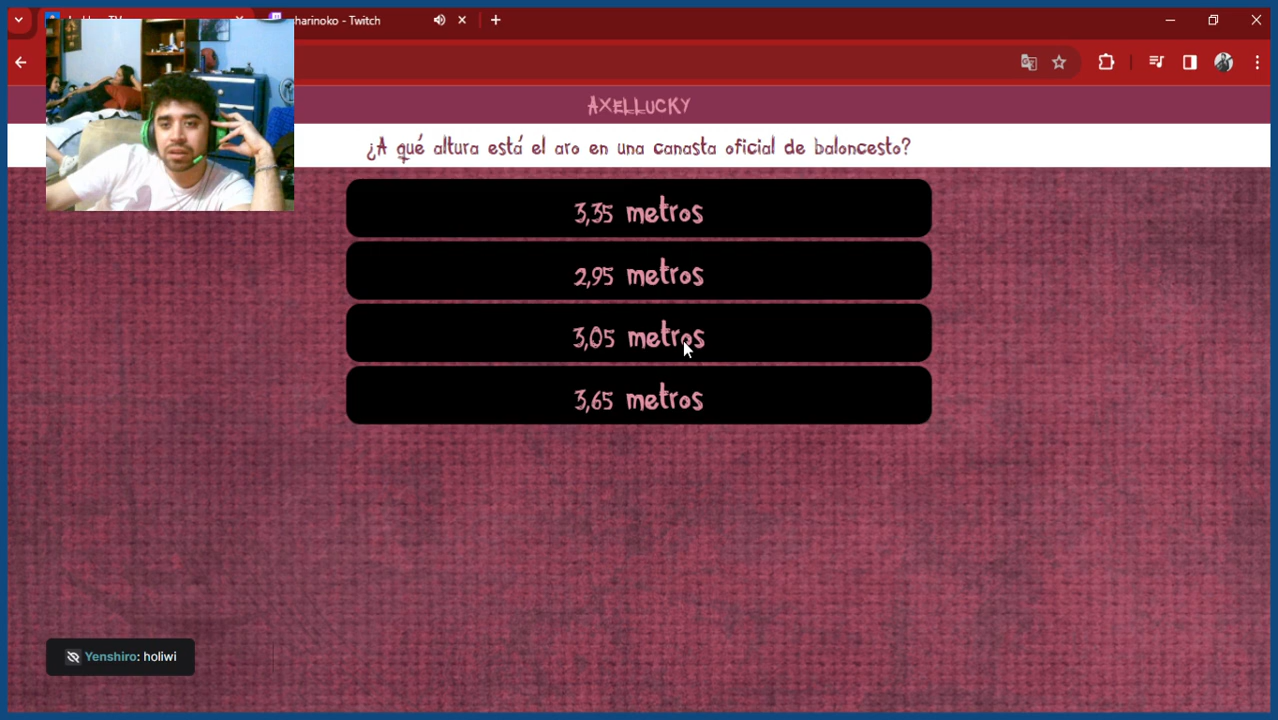 harinoko - Twitch
AXELLUCKY
¿A qué altura está el aro en una canasta oficial de baloncesto?
3,35 metros
2,95 metros
3,05 metros
3,65 metros
Yenshiro: holiwi